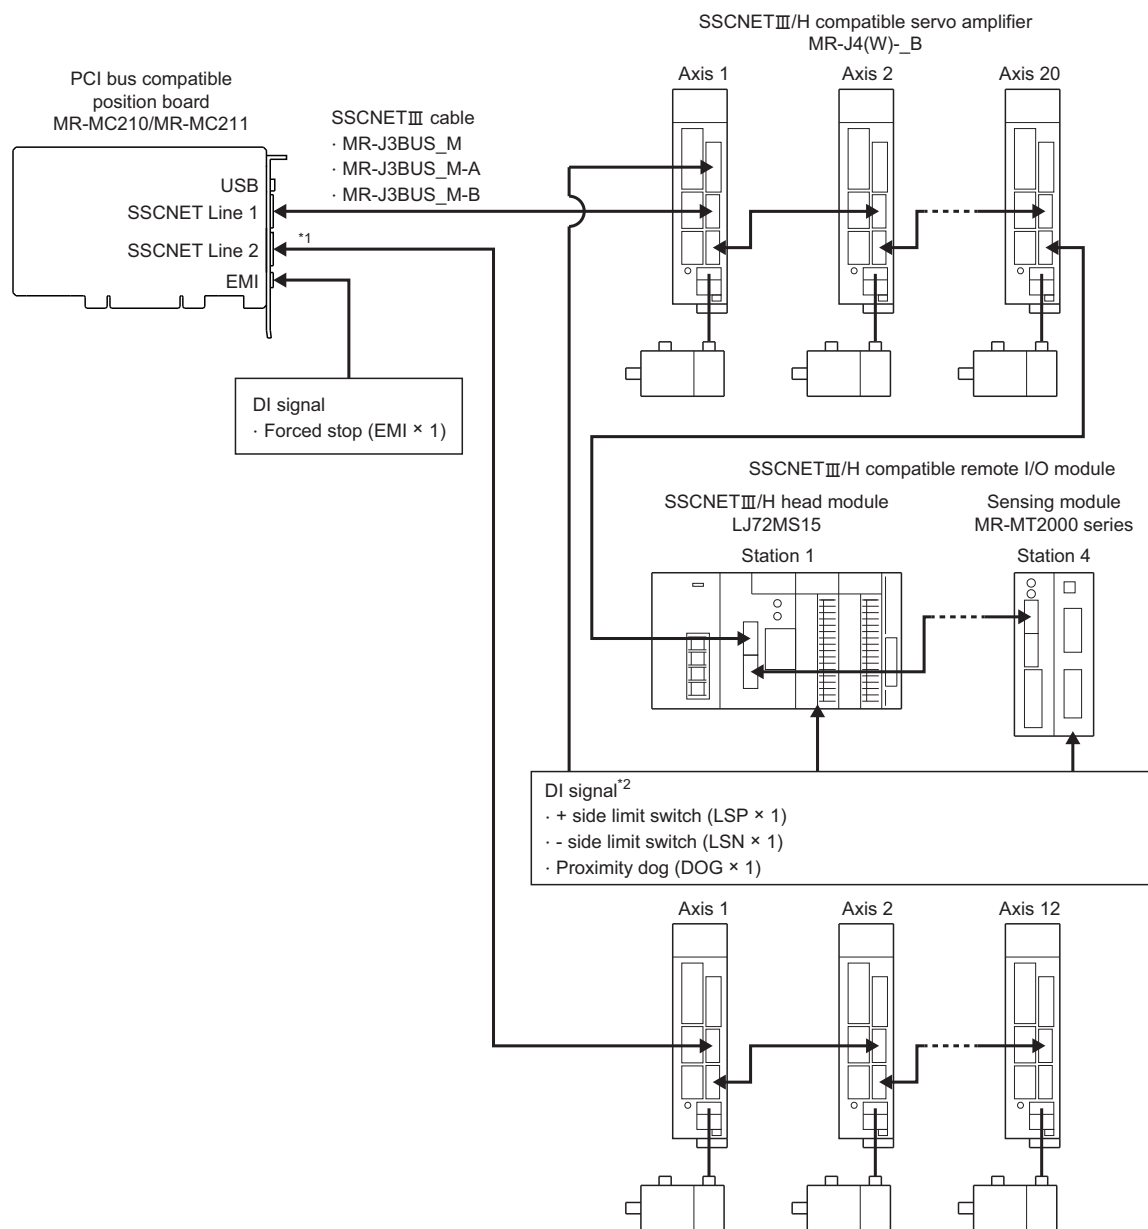 SSCNETⅢ/H compatible servo amplifier
MR-J4(W)-_B
Axis 1
Axis 2
Axis 20
PCI bus compatible
position board
MR-MC210/MR-MC211
SSCNETⅢ cable
· MR-J3BUS_M
· MR-J3BUS_M-A
· MR-J3BUS_M-B
USB
SSCNET Line 1
SSCNET Line 2
*1
EMI
DI signal
· Forced stop (EMI × 1)
SSCNETⅢ/H compatible remote I/O module
SSCNETⅢ/H head module
LJ72MS15
Station 1
Sensing module
MR-MT2000 series
Station 4
DI signal*2
· + side limit switch (LSP × 1)
· - side limit switch (LSN × 1)
· Proximity dog (DOG × 1)
Axis 1
Axis 2
Axis 12